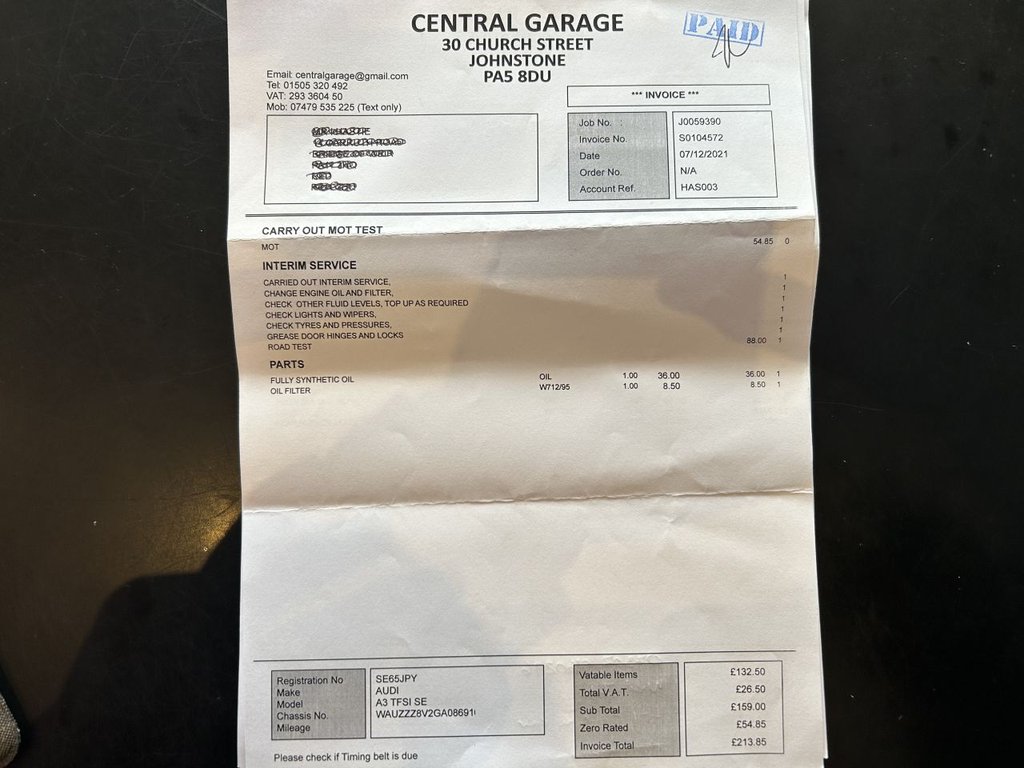 CENTRAL GARAGE
30 CHURCH STREET
JOHNSTONE
PA5 8DU
PAID
Email: centralgarage@gmail.com
Tel: 01505 320 492
VAT: 293 3604 50
Mob: 07479 535 225 (Text only)
*** INVOICE ***
Job No. : J0059390
Invoice No. S0104572
Date 07/12/2021
Order No. N/A
Account Ref. HAS003
CARRY OUT MOT TEST
MOT 54.85 0
INTERIM SERVICE
CARRIED OUT INTERIM SERVICE, 1
CHANGE ENGINE OIL AND FILTER, 1
CHECK OTHER FLUID LEVELS, TOP UP AS REQUIRED 1
CHECK LIGHTS AND WIPERS, 1
CHECK TYRES AND PRESSURES, 1
GREASE DOOR HINGES AND LOCKS 1
ROAD TEST 88.00 1
PARTS
FULLY SYNTHETIC OIL OIL 1.00 36.00 36.00 1
OIL FILTER W712/95 1.00 8.50 8.50 1
Registration No SE65JPY
Make AUDI
Model A3 TFSI SE
Chassis No. WAUZZZ8V2GA08691
Mileage
Vatable Items £132.50
Total V.A.T. £26.50
Sub Total £159.00
Zero Rated £54.85
Invoice Total £213.85
Please check if Timing belt is due